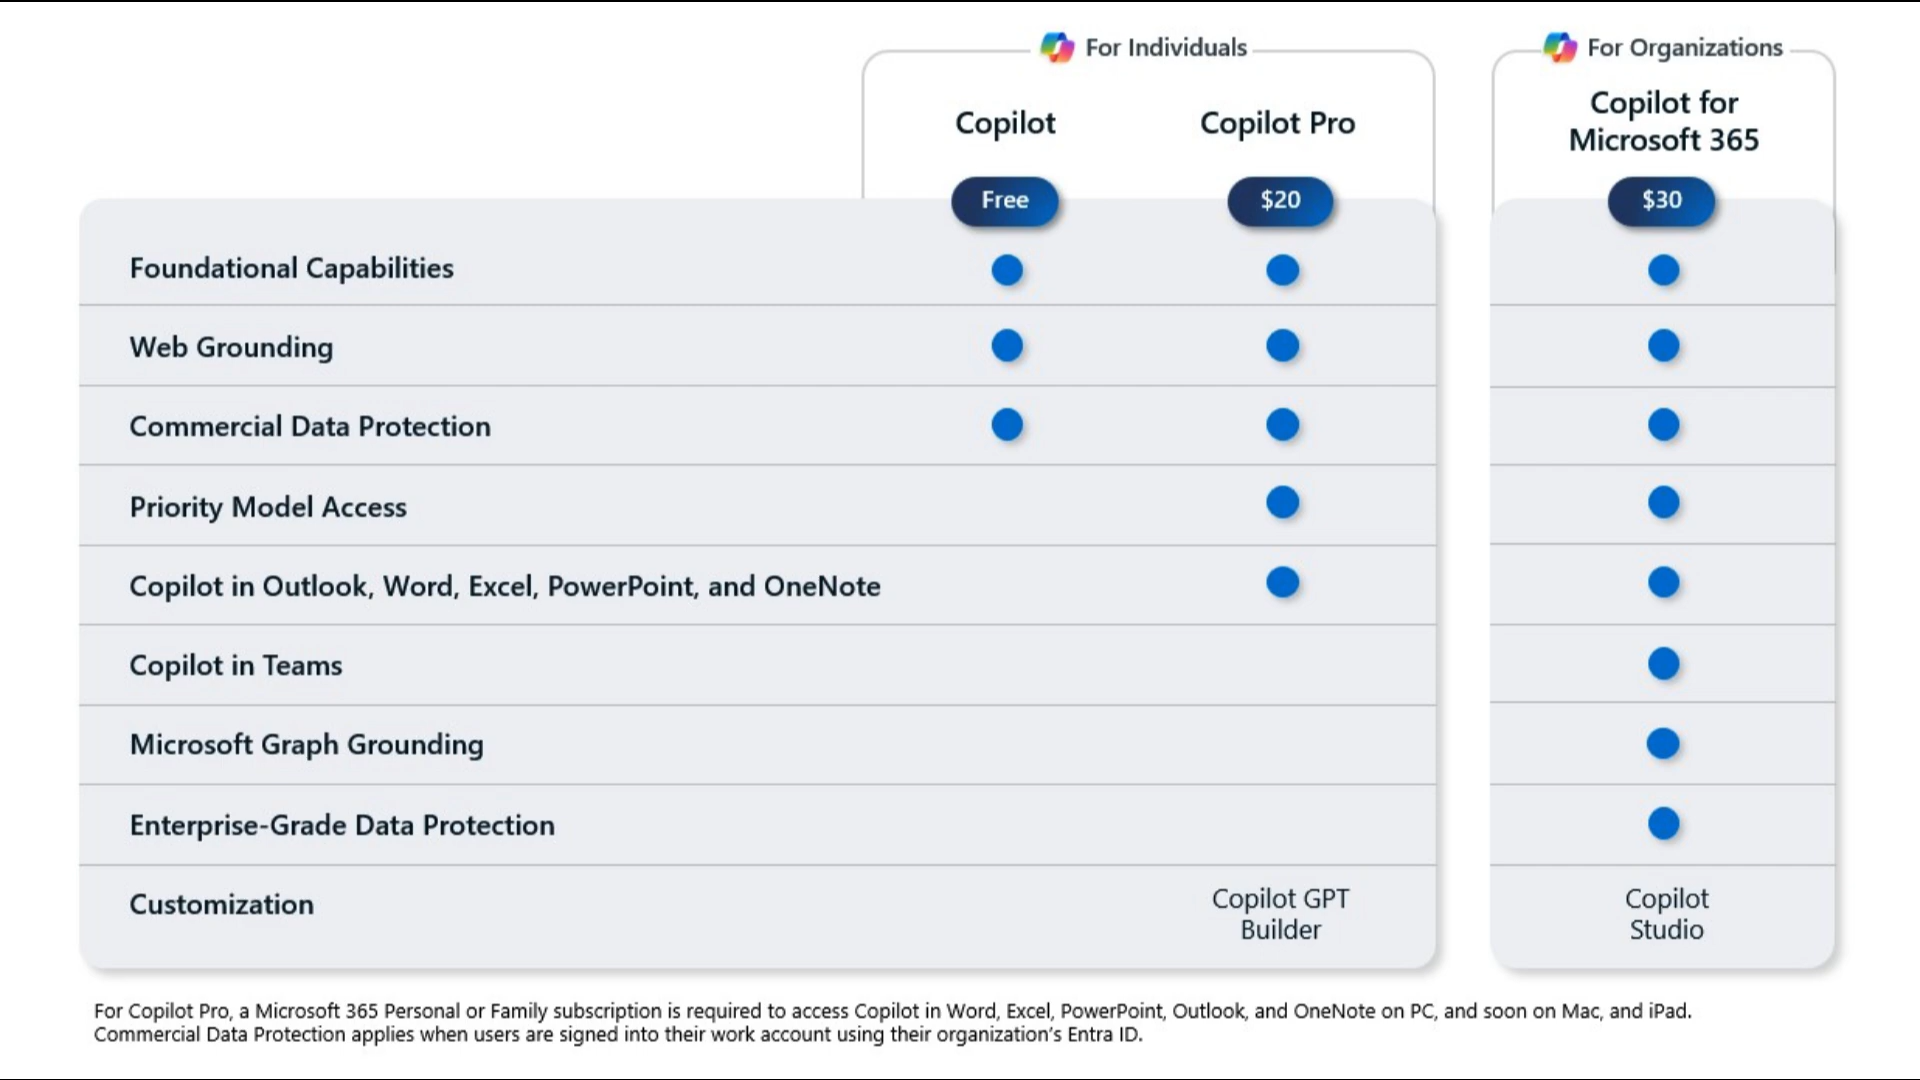 For Individuals
For Organizations
Copilot
Copilot Pro
Copilot for
Microsoft 365
Free
$20
$30
Foundational Capabilities
Web Grounding
Commercial Data Protection
Priority Model Access
Copilot in Outlook, Word, Excel, PowerPoint, and OneNote
Copilot in Teams
Microsoft Graph Grounding
Enterprise-Grade Data Protection
Customization
Copilot GPT
Builder
Copilot
Studio
For Copilot Pro, a Microsoft 365 Personal or Family subscription is required to access Copilot in Word, Excel, PowerPoint, Outlook, and OneNote on PC, and soon on Mac, and iPad.
Commercial Data Protection applies when users are signed into their work account using their organization’s Entra ID.